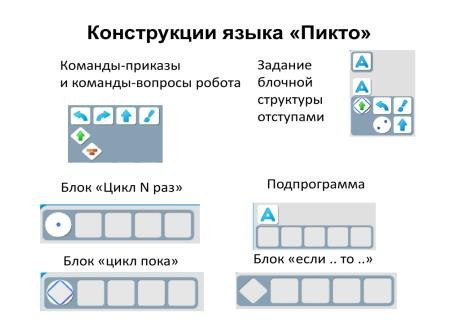 Конструкции языка «Пикто»
Команды-приказы
и команды-вопросы робота
Задание
блочной
структуры
отступами
A
A
Блок «Цикл N раз»
Подпрограмма
A
Блок «цикл пока»
Блок «если .. то ..»